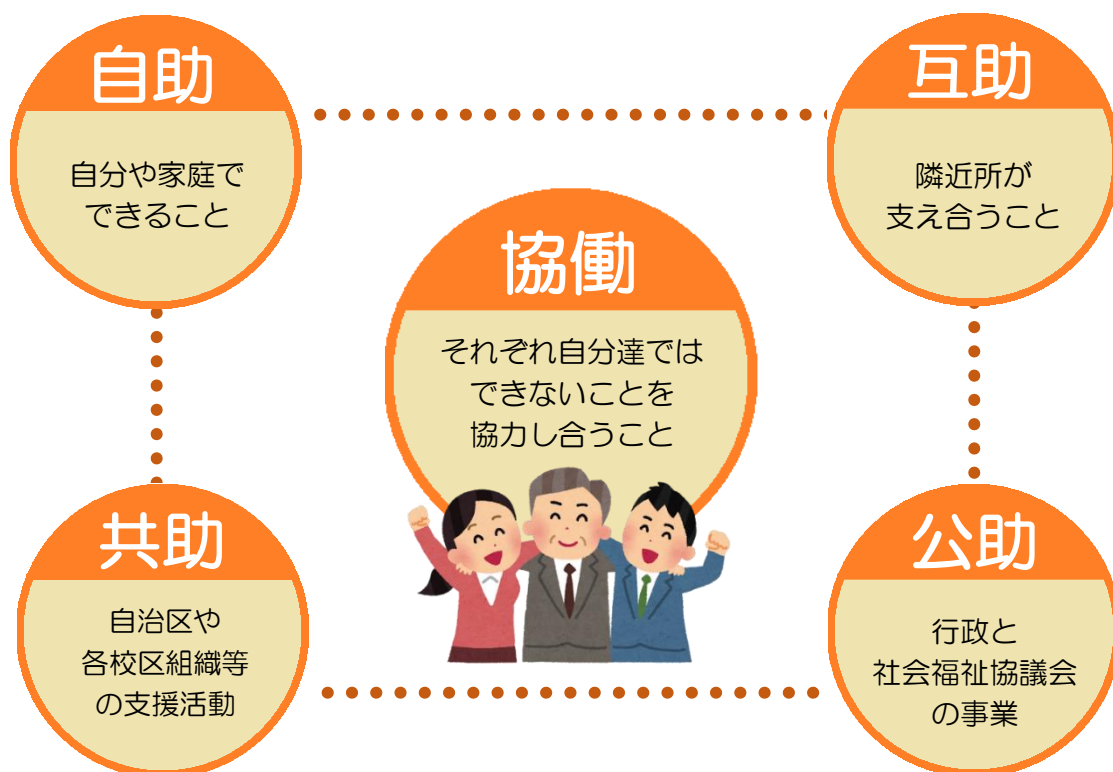 自助
自分や家庭で
できること
互助
隣近所が
支え合うこと
協働
それぞれ自分達では
できないことを
協力し合うこと
共助
自治区や
各校区組織等
の支援活動
公助
行政と
社会福祉協議会
の事業